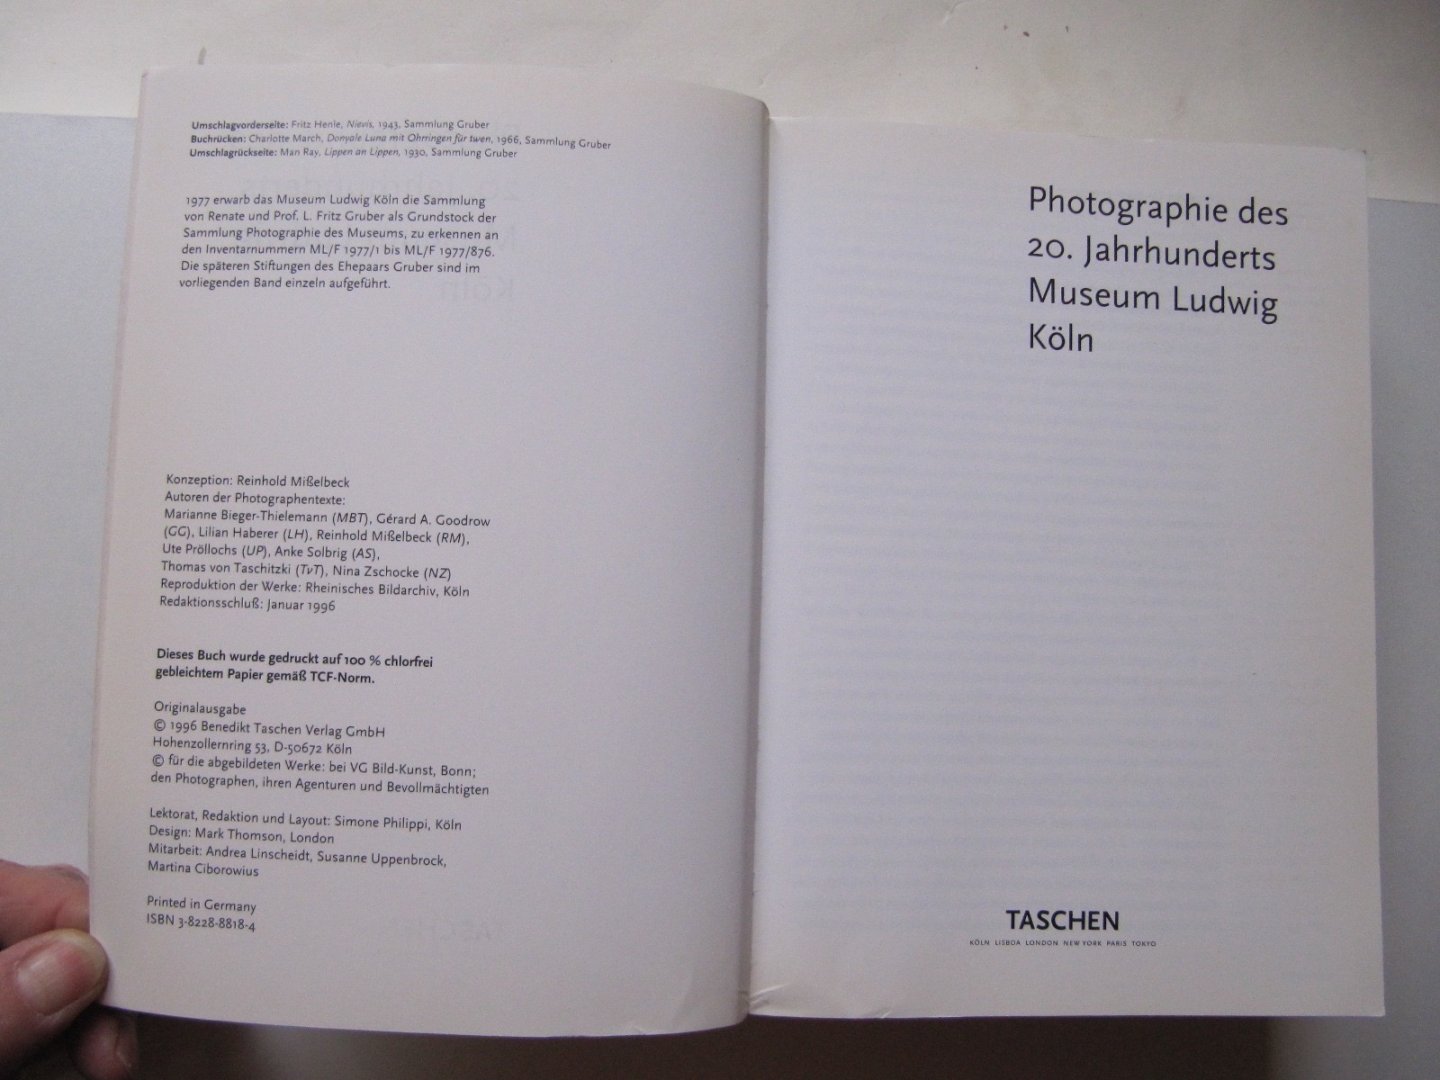 Umschlagvorderseite: Fritz Henle, Nievis, 1943, Sammlung Gruber
Buchrücken: Charlotte March, Donyale Luna mit Ohrringen für twen, 1966, Sammlung Gruber
Umschlagrückseite: Man Ray, Lippen an Lippen, 1930, Sammlung Gruber
1977 erwarb das Museum Ludwig Köln die Sammlung
von Renate und Prof. L. Fritz Gruber als Grundstock der
Sammlung Photographie des Museums, zu erkennen an
den Inventarnummern ML/F 1977/1 bis ML/F 1977/876.
Die späteren Stiftungen des Ehepaars Gruber sind im
vorliegenden Band einzeln aufgeführt.
Konzeption: Reinhold Mißelbeck
Autoren der Photographentexte:
Marianne Bieger-Thielemann (MBT), Gérard A. Goodrow
(GG), Lilian Haberer (LH), Reinhold Mißelbeck (RM),
Ute Pröllochs (UP), Anke Solbrig (AS),
Thomas von Taschitzki (TvT), Nina Zschocke (NZ)
Reproduktion der Werke: Rheinisches Bildarchiv, Köln
Redaktionsschluß: Januar 1996
Dieses Buch wurde gedruckt auf 100 % chlorfrei
gebleichtem Papier gemäß TCF-Norm.
Originalausgabe
© 1996 Benedikt Taschen Verlag GmbH
Hohenzollernring 53, D-50672 Köln
© für die abgebildeten Werke: bei VG Bild-Kunst, Bonn;
den Photographen, ihren Agenturen und Bevollmächtigten
Lektorat, Redaktion und Layout: Simone Philippi, Köln
Design: Mark Thomson, London
Mitarbeit: Andrea Linscheidt, Susanne Uppenbrock,
Martina Ciborowius
Printed in Germany
ISBN 3-8228-8818-4
Photographie des
20. Jahrhunderts
Museum Ludwig
Köln
TASCHEN
KÖLN LISBOA LONDON NEW YORK PARIS TOKYO